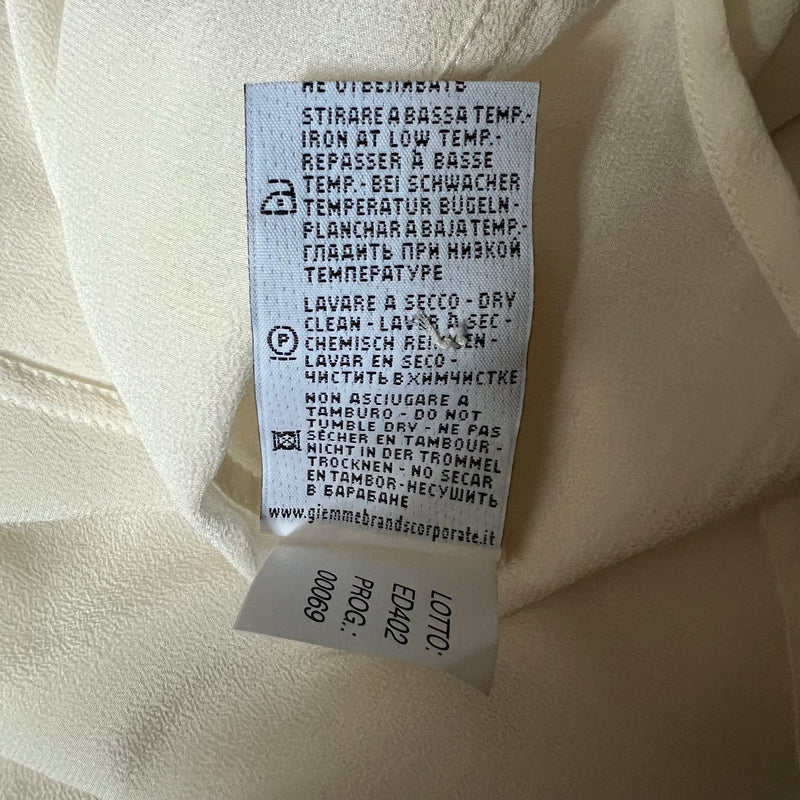 НЕ ОТБЕЛИВАТЬ
STIRARE A BASSA TEMP.-
IRON AT LOW TEMP.-
REPASSER À BASSE
TEMP.- BEI SCHWACHER
TEMPERATUR BÜGELN -
PLANCHAR A BAJA TEMP.-
ГЛАДИТЬ ПРИ НИЗКОЙ
ТЕМПЕРАТУРЕ
LAVARE A SECCO - DRY
CLEAN - LAVER À SEC -
P
CHEMISCH REINIGEN -
LAVAR EN SECO -
ЧИСТИТЬ В ХИМЧИСТКЕ
NON ASCIUGARE A
TAMBURO - DO NOT
TUMBLE DRY - NE PAS
SÉCHER EN TAMBOUR -
NICHT IN DER TROMMEL
TROCKNEN - NO SECAR
EN TAMBOR - НЕ СУШИТЬ
В БАРАБАНЕ
www.giemmebrandscorporate.it
LOTTO:
ED402
PROG.:
00069